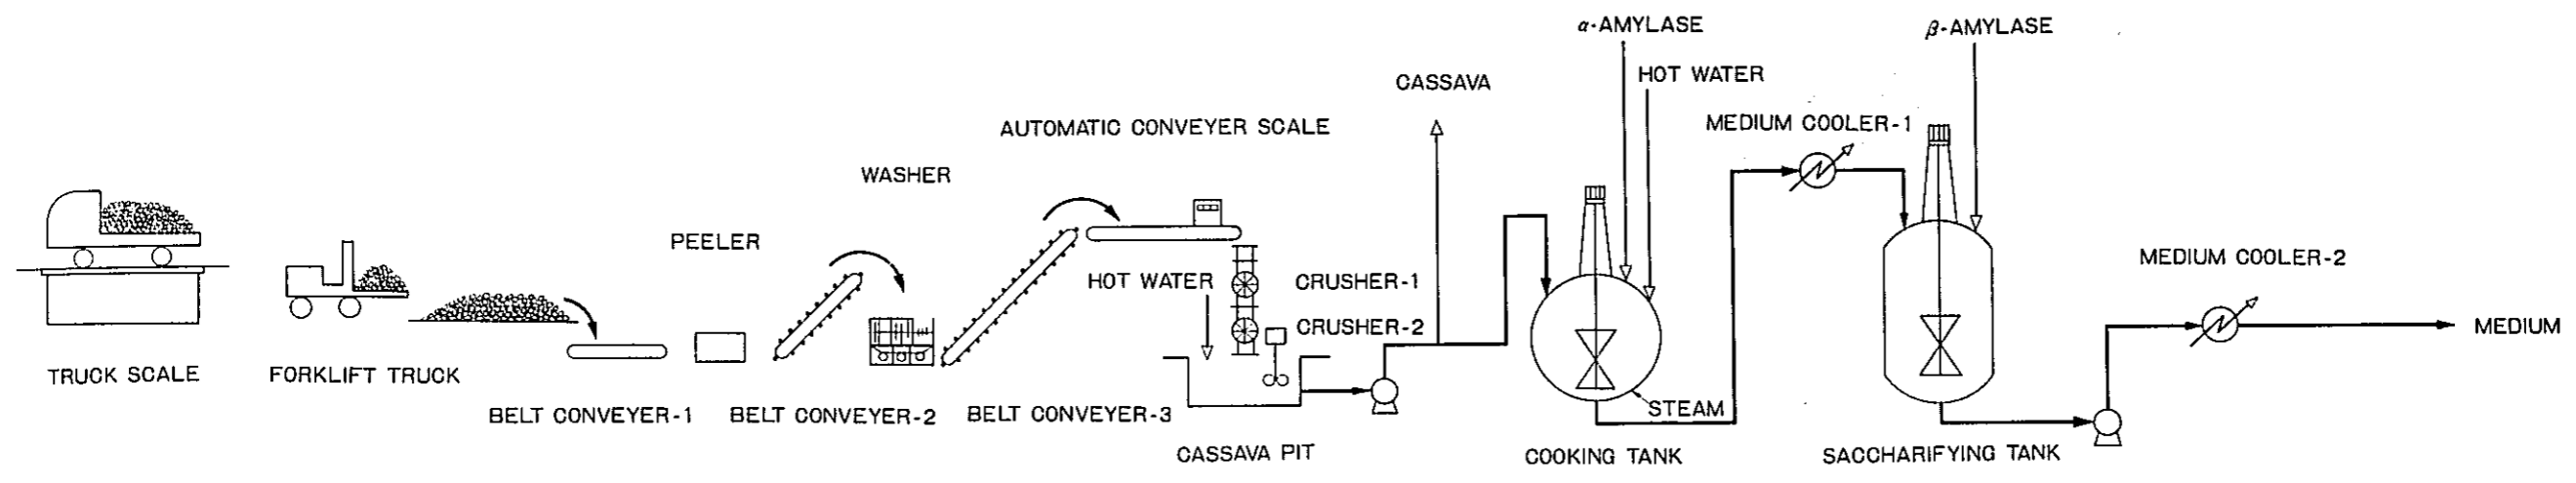 α-AMYLASE
β-AMYLASE
HOT WATER
CASSAVA
MEDIUM COOLER-1
AUTOMATIC CONVEYER SCALE
WASHER
PEELER
MEDIUM COOLER-2
HOT WATER
CRUSHER-1
CRUSHER-2
MEDIUM
TRUCK SCALE
FORKLIFT TRUCK
STEAM
BELT CONVEYER-1
BELT CONVEYER-2
BELT CONVEYER-3
CASSAVA PIT
COOKING TANK
SACCHARIFYING TANK